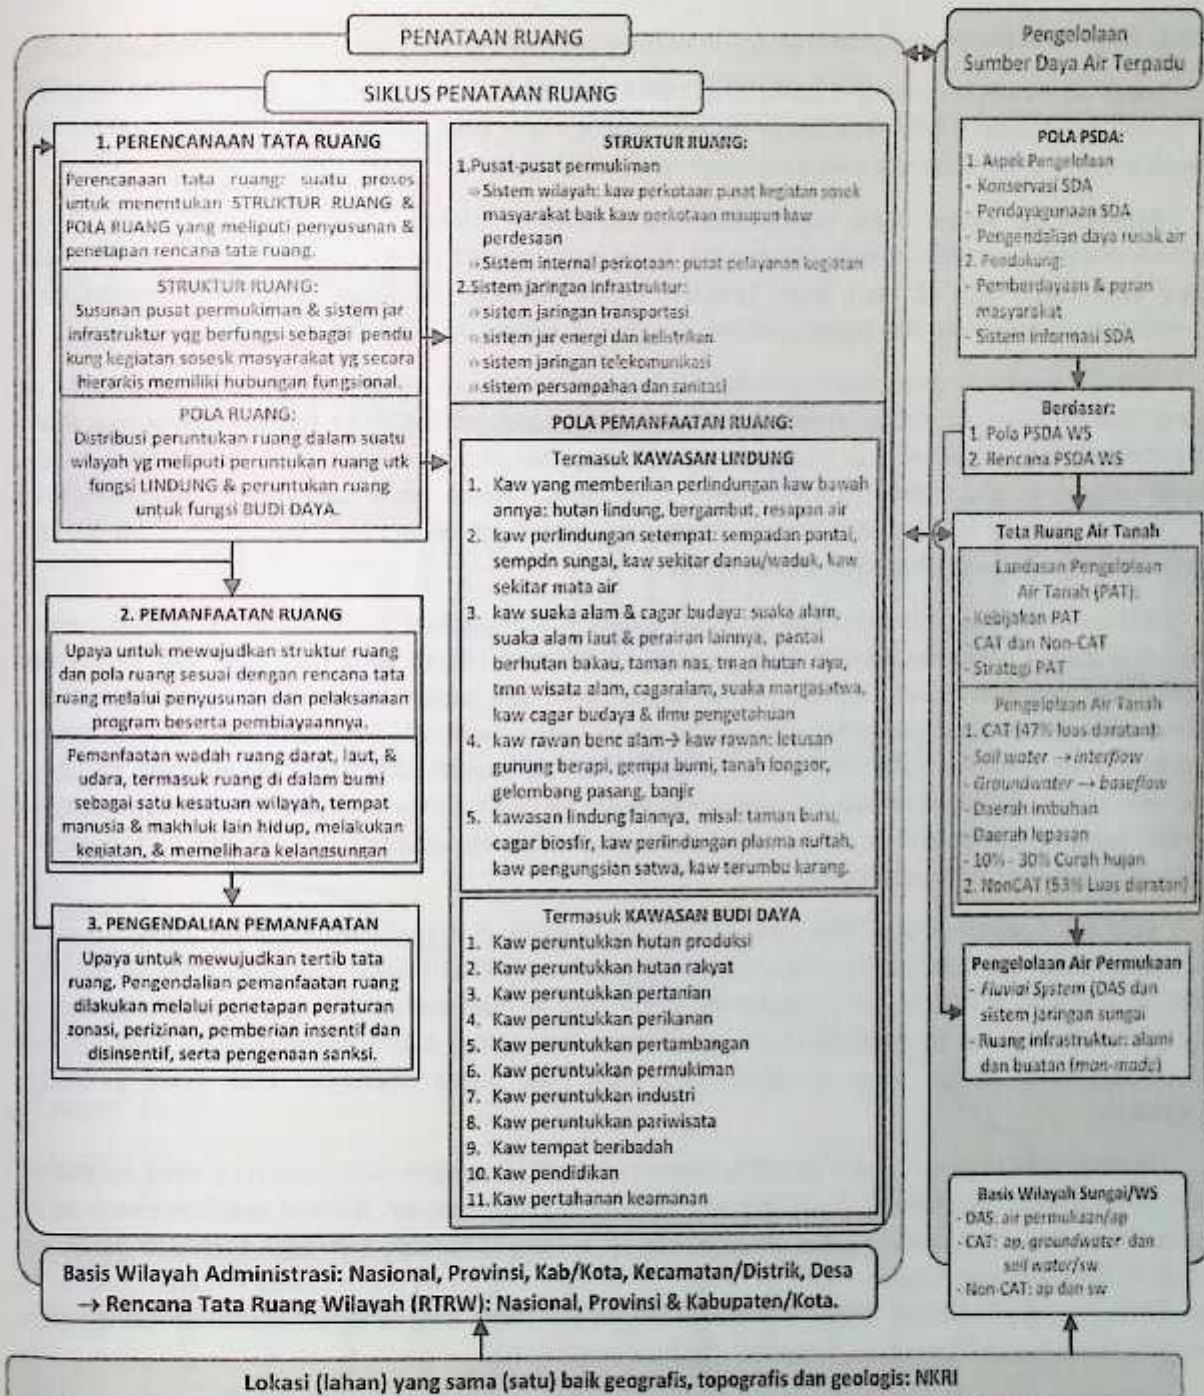 PENATAAN RUANG
SIKLUS PENATAAN RUANG
1. PERENCANAAN TATA RUANG
Perencanaan tata ruang: suatu proses
untuk menentukan STRUKTUR RUANG &
POLA RUANG yang meliputi penyusunan &
penetapan rencana tata ruang.
STRUKTUR RUANG:
Susunan pusat permukiman & sistem jar
infrastuktur yqg berfungsi sebagai pendu
kung kegiatan sosesk masyarakat yg secara
hierarkis memiliki hubungan fungsional.
POLA RUANG:
Distribusi peruntukan ruang dalam suatu
wilayah yg meliputi peruntukan ruang utk
fungsi LINDUNG & peruntukan ruang
untuk fungsi BUDI DAYA.
2. PEMANFAATAN RUANG
Upaya untuk mewujudkan struktur ruang
dan pola ruang sesuai dengan rencana tata
ruang melalui penyusunan dan pelaksanaan
program beserta pembiayaannya.
Pemanfaatan wadah ruang darat, laut, &
udara, termasuk ruang di dalam bumi
sebagai satu kesatuan wilayah, tempat
manusia & makhluk lain hidup, melakukan
kegiatan, & memelihara kelangsungan
3. PENGENDALIAN PEMANFAATAN
Upaya untuk mewujudkan tertib tata
ruang. Pengendalian pemanfaatan ruang
dilakukan melalui penetapan peraturan
zonasi, perizinan, pemberian insentif dan
disinsentif, serta pengenaan sanksi.
STRUKTUR RUANG:
1.Pusat-pusat permukiman
Sistem wilayah: kaw perkotaan pusat kegiatan sosek
masyarakat baik kaw perkotaan maupun kaw
perdesaan
Sistem internal perkotaan: putat pelayanan kegiatan
2.Sistem jaringan infrastuktur:
sistem jaringan transportasi
sistem jar energi dan kelistrikan
sistem jaringan telekomunikasi
sistem persampahan dan sanitasi
POLA PEMANFAATAN RUANG:
Termasuk KAWASAN LINDUNG
1. Kaw yang memberikan perlindungan kaw bawah
annya: hutan lindung, bergambut, resapan air
2. kaw perlindungan setempat: sempadan pantai,
sempdn sungai, kaw sekitar danau/waduk, kaw
sekitar mata air
3. kaw suaka alam & cagar budaya: suaka alam,
suaka alam laut & perairan lainnya, pantai
berhutan bakau, taman nas, tman hutan raya,
tmn wisata alam, cagaralam, suaka margasatwa,
kaw cagar budaya & ilmu pengetahuan
4. kaw rawan benc alam→ kaw rawan: letusan
gunung berapi, gempa bumi, tanah longsor,
gelombang pasang, banjir
5. kawasan lindung lainnya, misal: taman buru,
cagar biosfir, kaw perlindungan plasma nuftah,
kaw pengungsian satwa, kaw terumbu karang.
Termasuk KAWASAN BUDI DAYA
1. Kaw peruntukkan hutan produksi
2. Kaw peruntukkan hutan rakyat
3. Kaw peruntukkan pertanian
4. Kaw peruntukkan perikanan
5. Kaw peruntukkan pertambangan
6. Kaw peruntukkan permukiman
7. Kaw peruntukkan industri
8. Kaw peruntukkan pariwisata
9. Kaw tempat beribadah
10. Kaw pendidikan
11. Kaw pertahanan keamanan
Basis Wilayah Administrasi: Nasional, Provinsi, Kab/Kota, Kecamatan/Distrik, Desa
→ Rencana Tata Ruang Wilayah (RTRW): Nasional, Provinsi & Kabupaten/Kota.
Pengelolaan
Sumber Daya Air Terpadu
POLA PSDA:
1. Aspek Pengelolaan
- Konservasi SDA
- Pendayagunaan SDA
- Pengendalian daya rusak air
2. Pendukung:
- Pemberdayaan & peran
masyarakat
- Sistem informasi SDA
Berdasar:
1. Pola PSDA WS
2. Rencana PSDA WS
Teta Ruang Air Tanah
Landasan Pengelolaan
Air Tanah (PAT):
- Kebijakan PAT
- CAT dan Non-CAT
- Strategi PAT
Pengelolaan Air Tanah
1. CAT (47% luas daratan):
- Soil water → interflow
- Groundwater → baseflow
- Daerah imbuhan
- Daerah lepasan
- 10% - 30% Curah hujan
2. NonCAT (53% Luas daratan)
Pengelolaan Air Permukaan
- Fluvial System (DAS dan
sistem jaringan sungai
- Ruang infrastruktur: alami
dan buatan (man-made)
Basis Wilayah Sungai/WS
- DAS: air permukaan/ap
- CAT: ap, groundwater dan
soil water/sw
- Non-CAT: ap dan sw
Lokasi (lahan) yang sama (satu) baik geografis, topografis dan geologis: NKRI